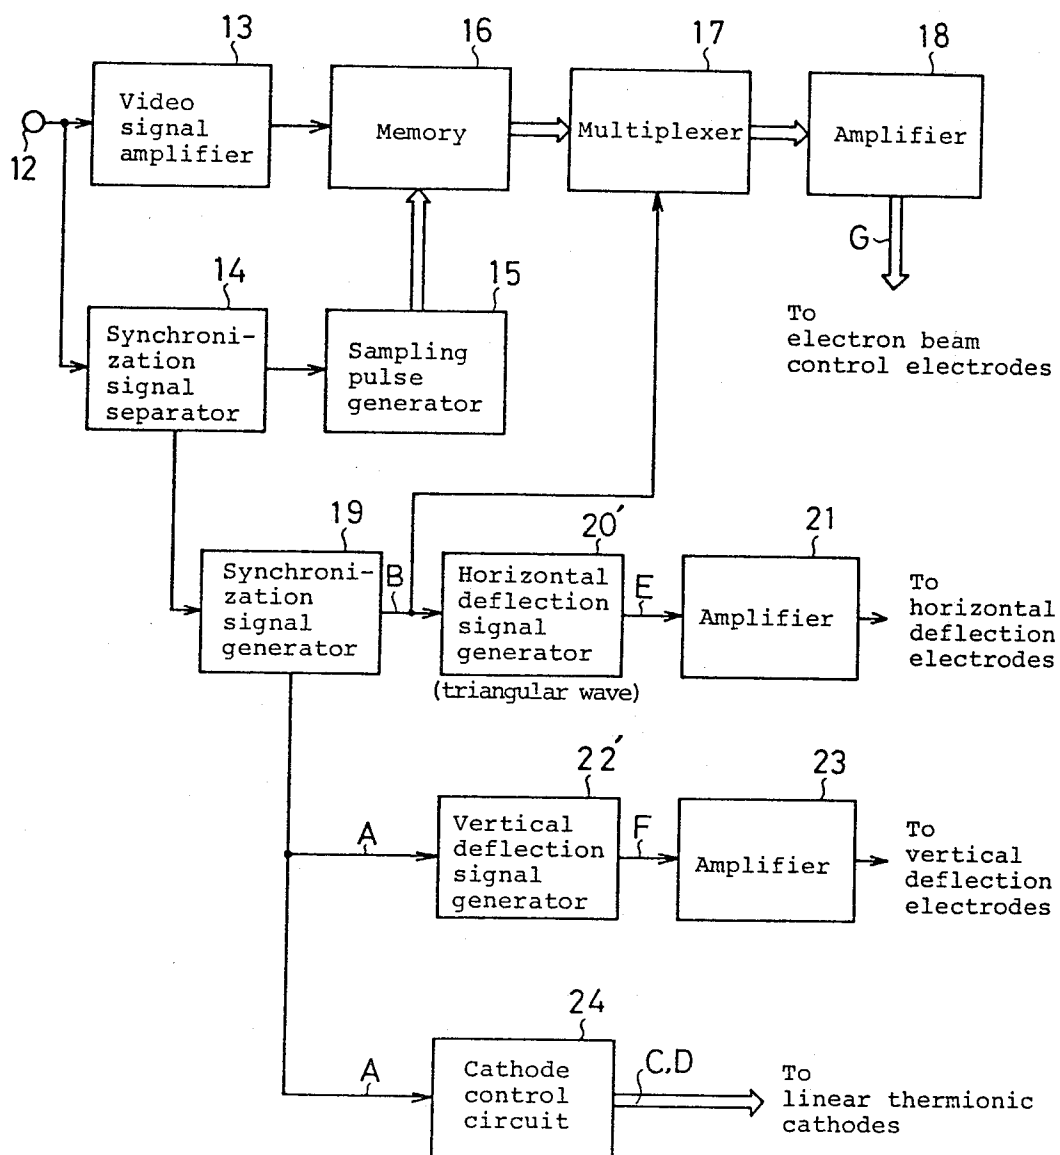 13
16
17
18
Video
signal
amplifier
Memory
Multiplexer
Amplifier
12
G
14
15
To
electron beam
control electrodes
Synchroni-
zation
signal
separator
Sampling
pulse
generator
19
20′
21
Synchroni-
zation
signal
generator
B
Horizontal
deflection
signal
generator
E
Amplifier
To
horizontal
deflection
electrodes
(triangular wave)
22′
23
A
Vertical
deflection
signal
generator
F
Amplifier
To
vertical
deflection
electrodes
24
A
Cathode
control
circuit
C,D
To
linear thermionic
cathodes